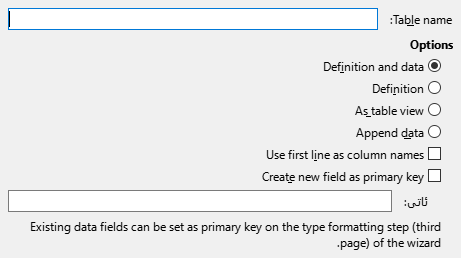 Table name:
Options
Definition and data
Definition
As table view
Append data
Use first line as column names
Create new field as primary key
ئاتى:
Existing data fields can be set as primary key on the type formatting step (third
page) of the wizard.